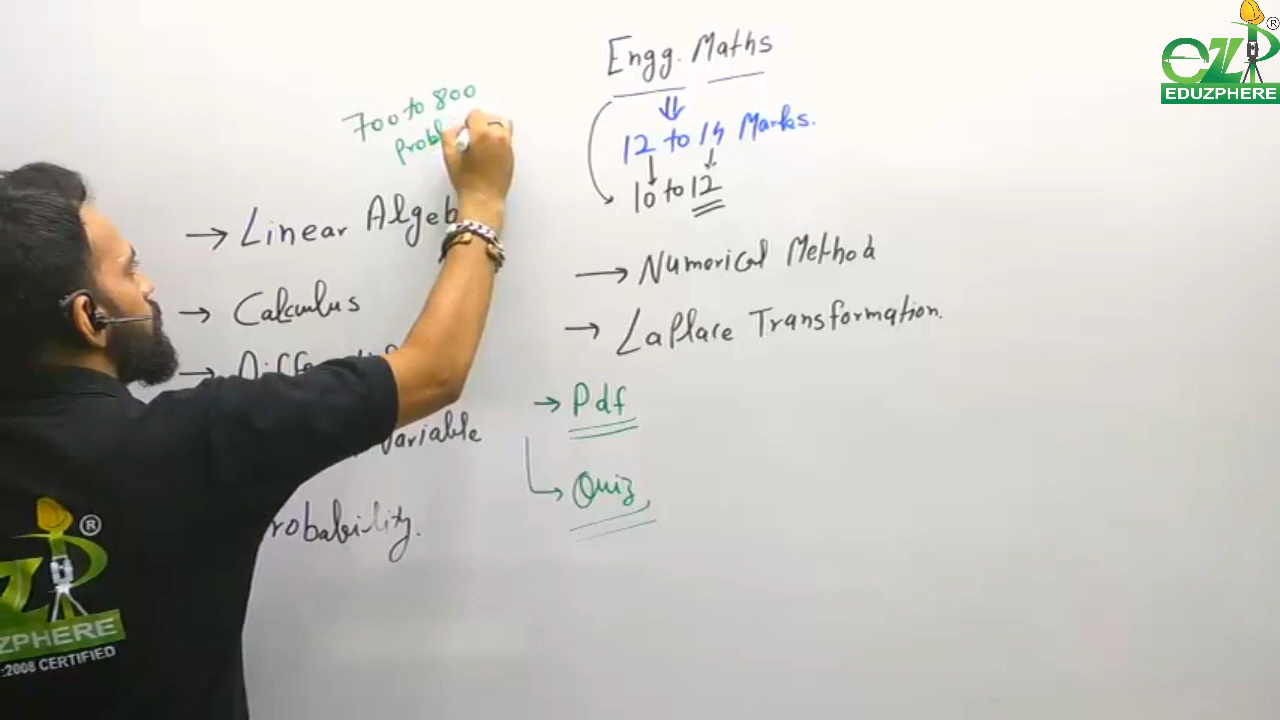 Engg. Maths
12 to 14 Marks.
10 to 12
700 to 800
→ Linear Algeb
→ Calculus
→
Variable
robability.
→ Numerical Method
→ Laplace Transformation.
→ Pdf
→ Quiz
EZ
EDUZPHERE
®
®
ZPHERE
:2008 CERTIFIED